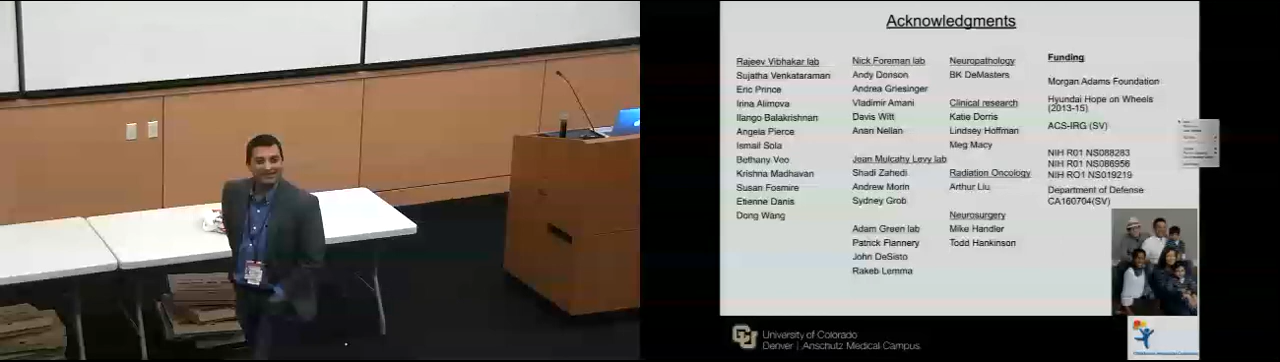 Acknowledgments
Rajeev Vibhakar lab
Sujatha Venkataraman
Eric Prince
Irina Alimova
Ilango Balakrishnan
Angela Pierce
Ismail Sola
Bethany Veo
Krishna Madhavan
Susan Fosmire
Etienne Danis
Dong Wang
Nick Foreman lab
Andy Donson
Andrea Griesinger
Vladimir Amani
Davis Witt
Anan Nellan
Jean Mulcahy Levy lab
Shadi Zahedi
Andrew Morin
Sydney Grob
Adam Green lab
Patrick Flannery
John DeSisto
Rakeb Lemma
Neuropathology
BK DeMasters
Clinical research
Katie Dorris
Lindsey Hoffman
Meg Macy
Radiation Oncology
Arthur Liu
Neurosurgery
Mike Handler
Todd Hankinson
Funding
Morgan Adams Foundation
Hyundai Hope on Wheels
(2013-15)
ACS-IRG (SV)
NIH R01 NS088283
NIH R01 NS086956
NIH RO1 NS019219
Department of Defense
CA160704(SV)
CU
University of Colorado
Denver | Anschutz Medical Campus